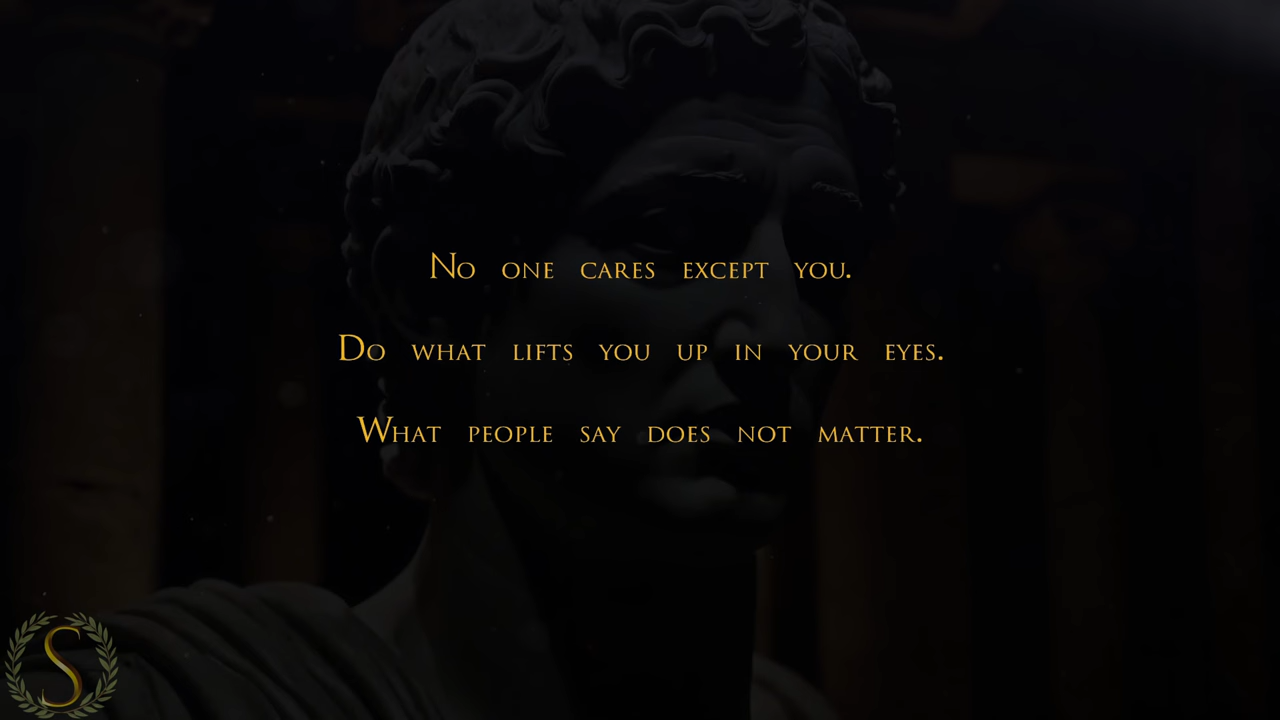 No one cares except you.
Do what lifts you up in your eyes.
What people say does not matter.
S